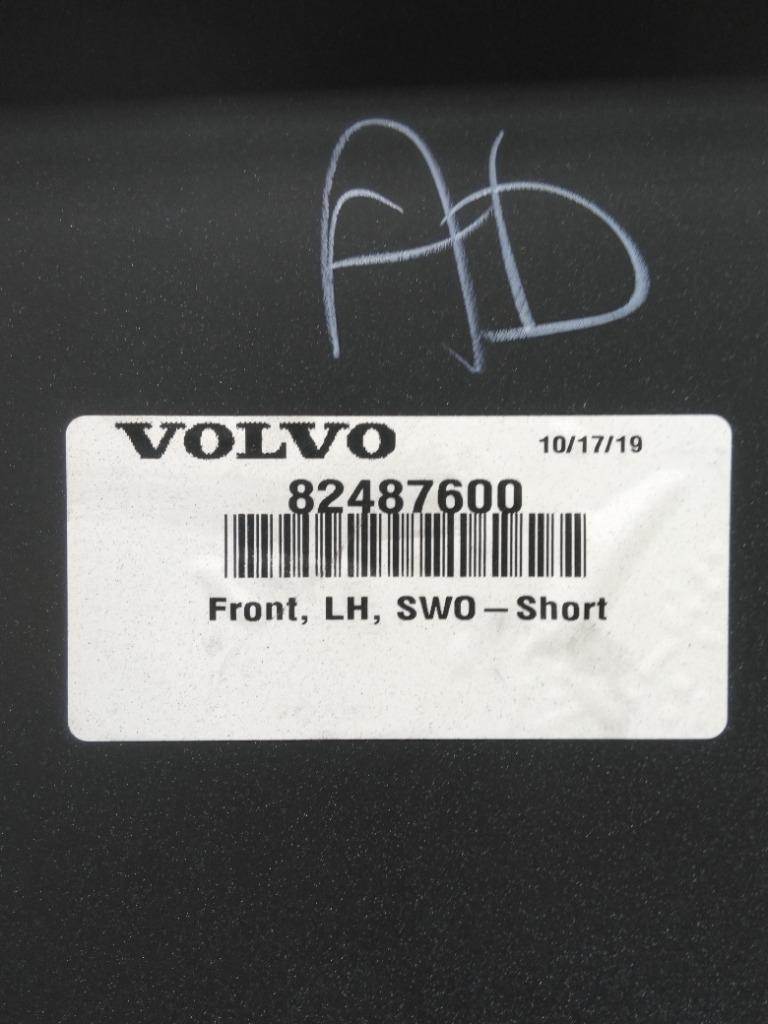 AD
VOLVO 10/17/19
82487600
Front, LH, SWO – Short